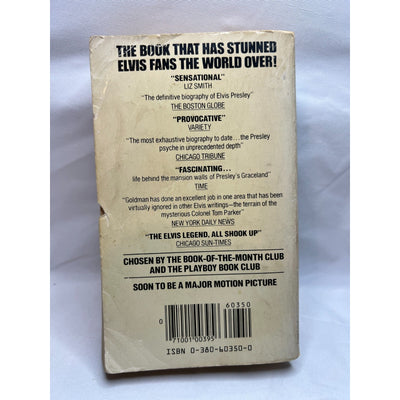 THE BOOK THAT HAS STUNNED
ELVIS FANS THE WORLD OVER!
"SENSATIONAL"
LIZ SMITH
"The definitive biography of Elvis Presley"
THE BOSTON GLOBE
"PROVOCATIVE"
VARIETY
"The most exhaustive biography to date...the Presley
psyche in unprecedented depth"
CHICAGO TRIBUNE
"FASCINATING...
life behind the mansion walls of Presley's Graceland"
TIME
"Goldman has done an excellent job in one area that has been
virtually ignored in other Elvis writings—the terrain of the
mysterious Colonel Tom Parker"
NEW YORK DAILY NEWS
"THE ELVIS LEGEND, ALL SHOOK UP"
CHICAGO SUN-TIMES
CHOSEN BY THE BOOK-OF-THE-MONTH CLUB
AND THE PLAYBOY BOOK CLUB
SOON TO BE A MAJOR MOTION PICTURE
60350
0
71001 00395
ISBN 0-380-60350-0